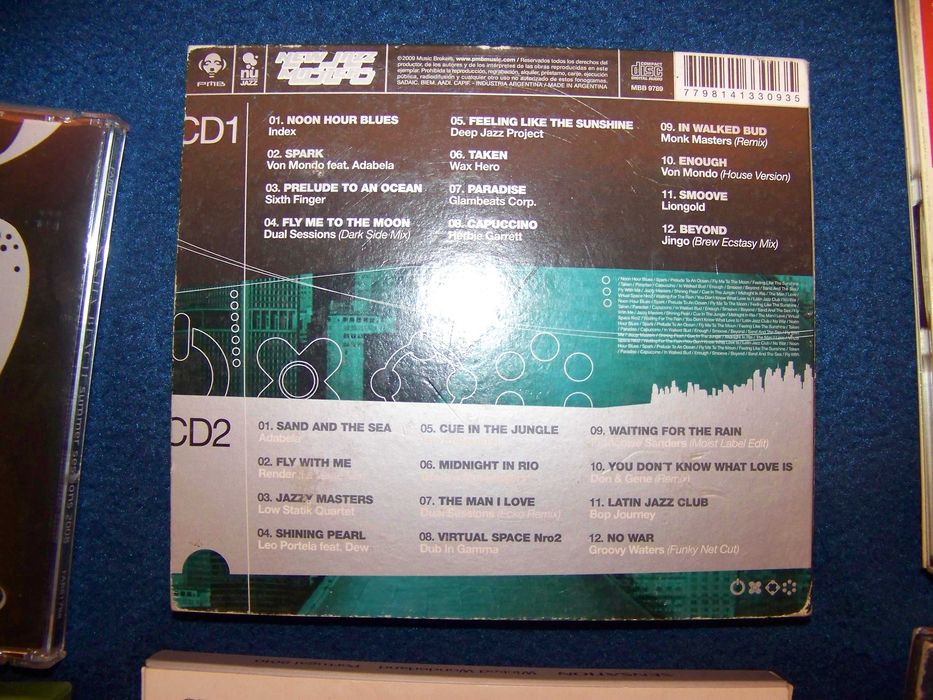 PMB
nu
JAZZ
©2009 Music Brokers, www.pmbmusic.com / Reservados todos los derechos del
productor, de los autores y de los intérpretes de las obras reproducidas en este
ejemplar. Prohibida la reproducción, regrabación, alquiler, préstamo, canje, ejecución
pública, radiodifusión y cualquier otro uso no autorizado de estos fonogramas.
SADAIC, BIEM, AADI, CAPIF. - INDUSTRIA ARGENTINA / MADE IN ARGENTINA
COMPACT
disc
DIGITAL AUDIO
MBB 9789
7798141330935
CD1
01. NOON HOUR BLUES
Index
02. SPARK
Von Mondo feat. Adabela
03. PRELUDE TO AN OCEAN
Sixth Finger
04. FLY ME TO THE MOON
Dual Sessions (Dark Side Mix)
05. FEELING LIKE THE SUNSHINE
Deep Jazz Project
06. TAKEN
Wax Hero
07. PARADISE
Glambeats Corp.
08. CAPUCCINO
Herbie Garrett
09. IN WALKED BUD
Monk Masters (Remix)
10. ENOUGH
Von Mondo (House Version)
11. SMOOVE
Liongold
12. BEYOND
Jingo (Brew Ecstasy Mix)
CD2
01. SAND AND THE SEA
Adabela
02. FLY WITH ME
Render
03. JAZZY MASTERS
Low Statik Quartet
04. SHINING PEARL
Leo Portela feat. Dew
05. CUE IN THE JUNGLE
06. MIDNIGHT IN RIO
07. THE MAN I LOVE
Dual Sessions (Ecko Remix)
08. VIRTUAL SPACE Nro2
Dub In Gamma
09. WAITING FOR THE RAIN
Sanders (Moist Label Edit)
10. YOU DON'T KNOW WHAT LOVE IS
Don & Gene (Remix)
11. LATIN JAZZ CLUB
Bop Journey
12. NO WAR
Groovy Waters (Funky Net Cut)
summer
2008
SENSATION Wicked Wonderland Portugal 2010